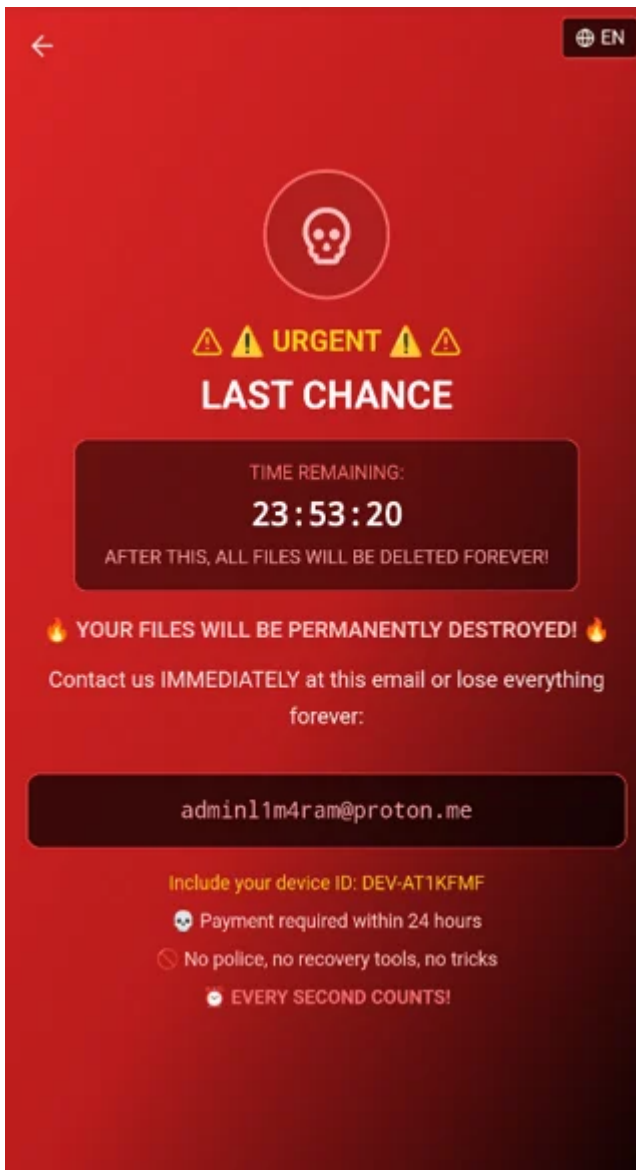 EN
⚠ ⚠️ URGENT ⚠️ ⚠
LAST CHANCE
TIME REMAINING:
23:53:20
AFTER THIS, ALL FILES WILL BE DELETED FOREVER!
🔥 YOUR FILES WILL BE PERMANENTLY DESTROYED! 🔥
Contact us IMMEDIATELY at this email or lose everything
forever:
adminl1m4ram@proton.me
Include your device ID: DEV-AT1KFMF
💀 Payment required within 24 hours
🚫 No police, no recovery tools, no tricks
⏰ EVERY SECOND COUNTS!